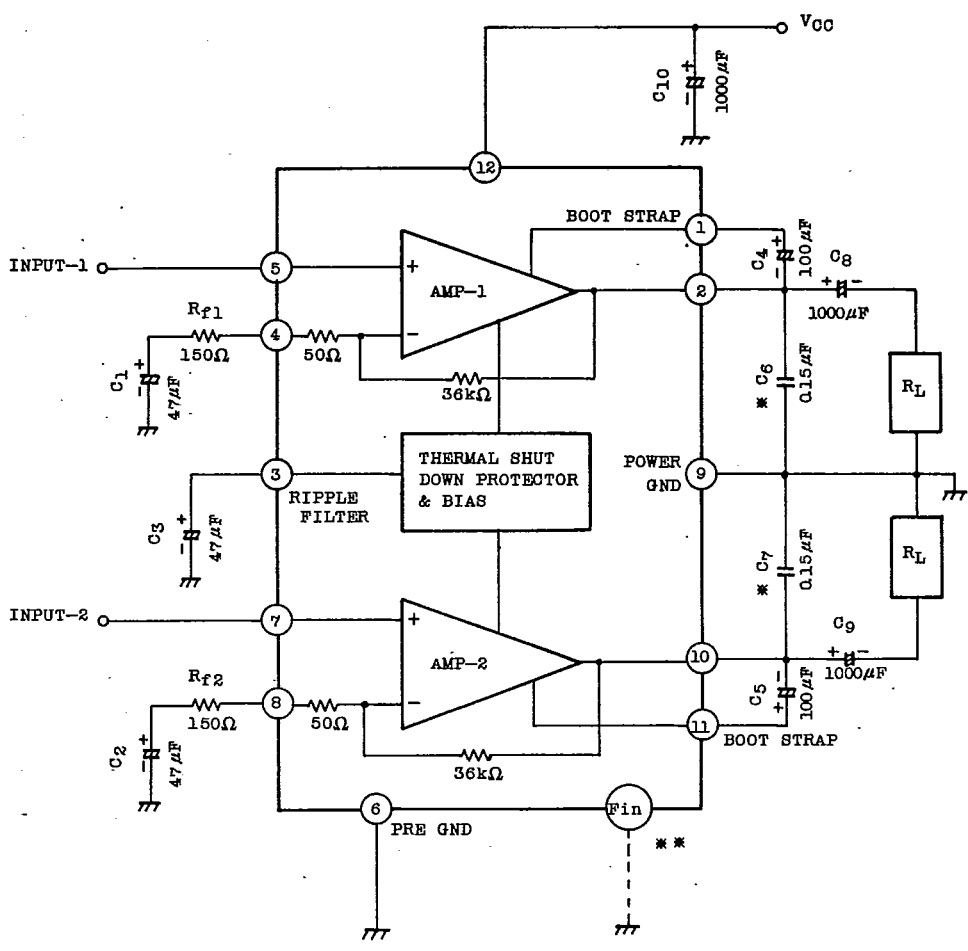 VCC
C10
+
-
1000μF
12
BOOT STRAP
1
INPUT-1
5
+
AMP-1
2
C4
+
-
100μF
C8
+ -
1000μF
Rf1
150Ω
4
50Ω
-
36kΩ
C1
+
-
47μF
* C6
0.15μF
RL
THERMAL SHUT
DOWN PROTECTOR
& BIAS
3
RIPPLE
FILTER
POWER
GND
9
C3
+
-
47μF
* C7
0.15μF
RL
INPUT-2
7
+
AMP-2
10
C9
+ -
1000μF
Rf2
150Ω
8
50Ω
-
36kΩ
C5
-
+
100μF
11
BOOT STRAP
C2
+
-
47μF
6
PRE GND
Fin
**